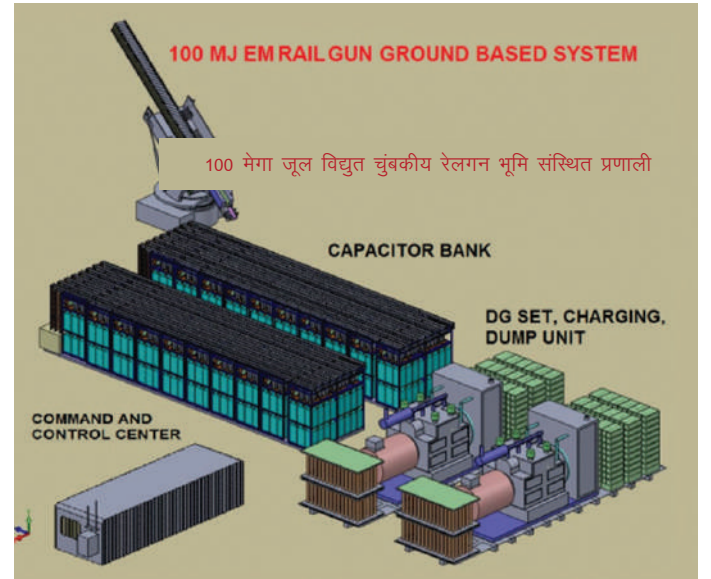 100 MJ EM RAIL GUN GROUND BASED SYSTEM
100 मेगा जूल विद्युत चुंबकीय रेलगन भूमि संस्थित प्रणाली
CAPACITOR BANK
DG SET, CHARGING,
DUMP UNIT
COMMAND AND
CONTROL CENTER